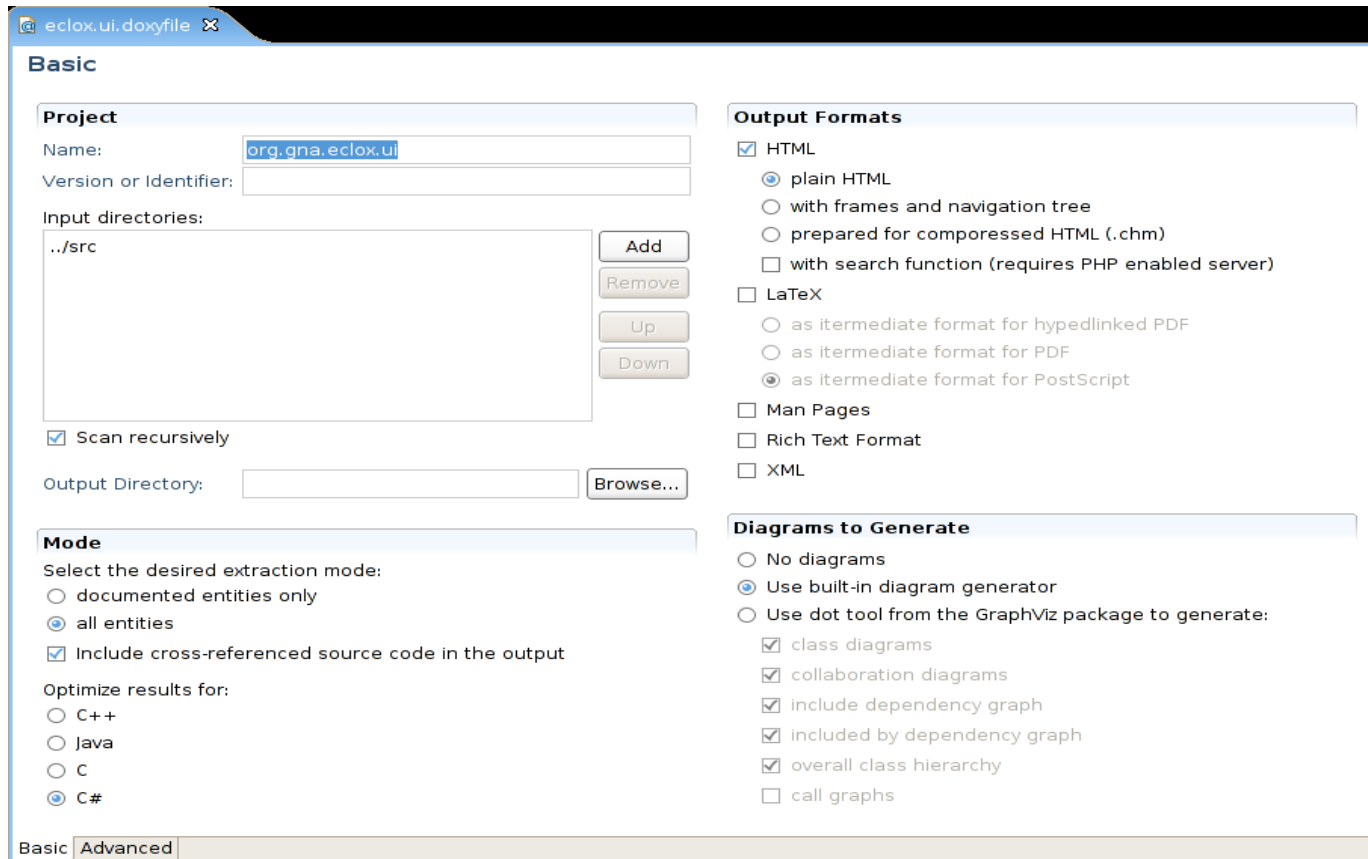 eclox.ui.doxyfile
Basic
Project
Name: org.gna.eclox.ui
Version or Identifier:
Input directories:
../src
Add
Remove
Up
Down
Scan recursively
Output Directory: Browse...
Mode
Select the desired extraction mode:
documented entities only
all entities
Include cross-referenced source code in the output
Optimize results for:
C++
Java
C
C#
Output Formats
HTML
plain HTML
with frames and navigation tree
prepared for comporessed HTML (.chm)
with search function (requires PHP enabled server)
LaTeX
as itermediate format for hypedlinked PDF
as itermediate format for PDF
as itermediate format for PostScript
Man Pages
Rich Text Format
XML
Diagrams to Generate
No diagrams
Use built-in diagram generator
Use dot tool from the GraphViz package to generate:
class diagrams
collaboration diagrams
include dependency graph
included by dependency graph
overall class hierarchy
call graphs
Basic Advanced